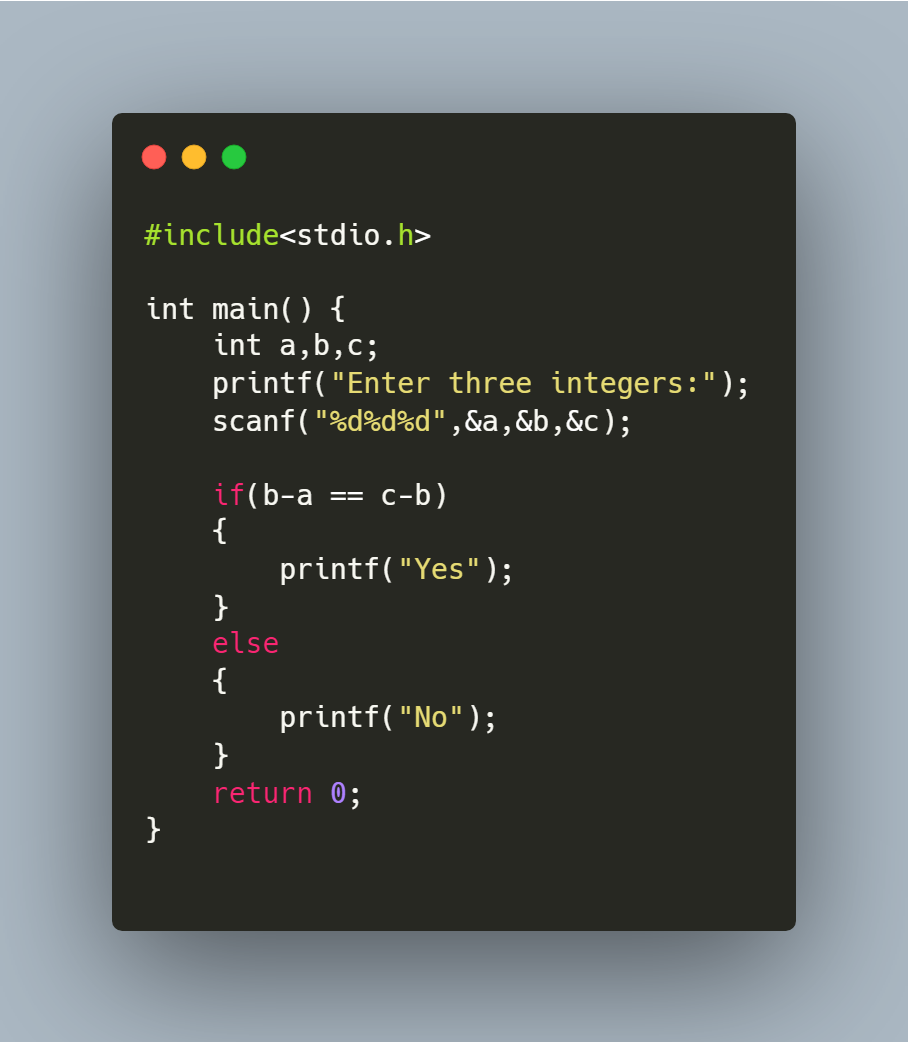 #include<stdio.h>
int main() {
    int a,b,c;
    printf("Enter three integers:");
    scanf("%d%d%d",&a,&b,&c);
    if(b-a == c-b)
    {
        printf("Yes");
    }
    else
    {
        printf("No");
    }
    return 0;
}